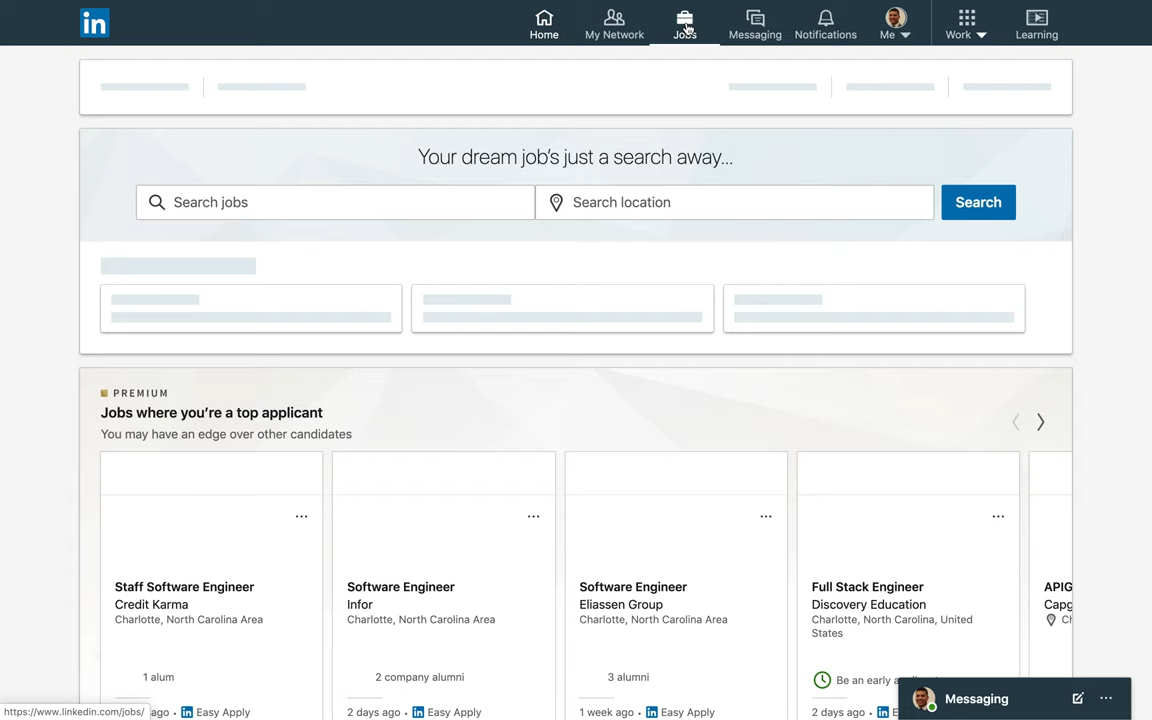 in
Home
My Network
Jobs
Messaging
Notifications
Me
Work
Learning
Your dream job's just a search away...
Search jobs
Search location
Search
PREMIUM
Jobs where you're a top applicant
You may have an edge over other candidates
Staff Software Engineer
Credit Karma
Charlotte, North Carolina Area
1 alum
ago • in Easy Apply
Software Engineer
Infor
Charlotte, North Carolina Area
2 company alumni
2 days ago • in Easy Apply
Software Engineer
Eliassen Group
Charlotte, North Carolina Area
3 alumni
1 week ago • in Easy Apply
Full Stack Engineer
Discovery Education
Charlotte, North Carolina, United
States
Be an early
2 days ago • in
APIG
Capg
Messaging
https://www.linkedin.com/jobs/